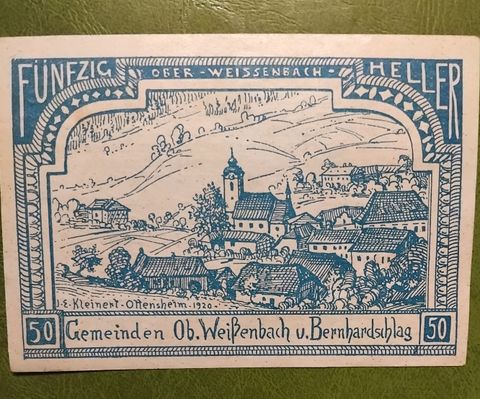 FÜNFZIG OBER-WEISSENBACH HELLER
J.E.Kleinert-Ottensheim-1920-
50 Gemeinden Ob. Weißenbach u. Bernhardschlag 50